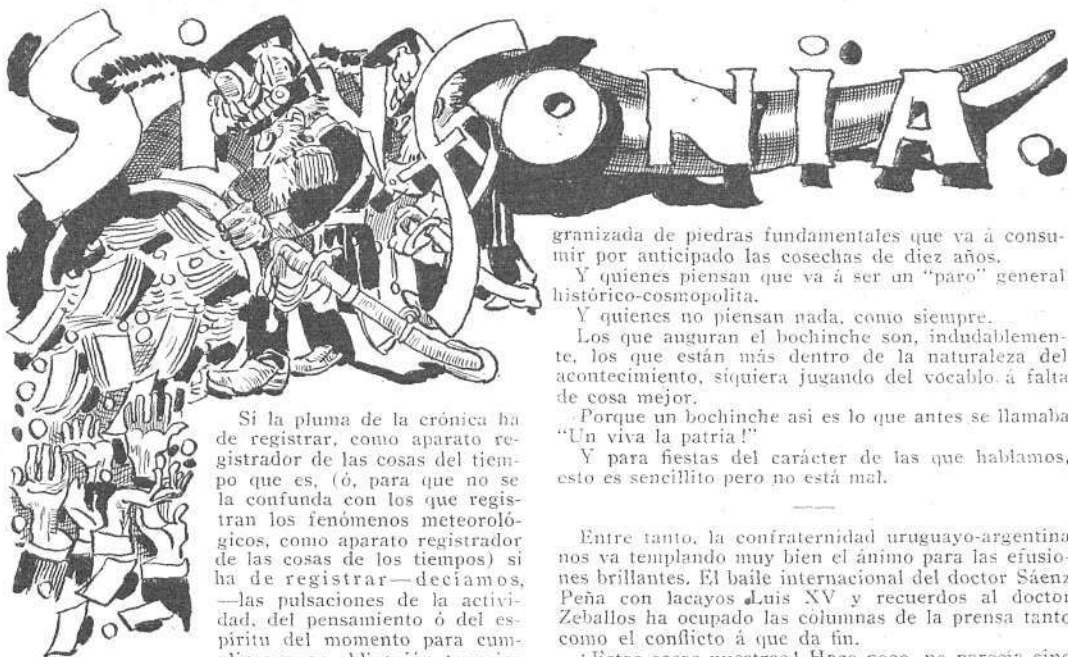 SINFONÍA
Si la pluma de la crónica ha
de registrar, como aparato re-
gistrador de las cosas del tiem-
po que es, (ó, para que no se
la confunda con los que regis-
tran los fenómenos meteoroló-
gicos, como aparato registrador
de las cosas de los tiempos) si
ha de registrar—decíamos,
—las pulsaciones de la activi-
dad, del pensamiento ó del es-
píritu del momento para cum-
granizada de piedras fundamentales que va á consu-
mir por anticipado las cosechas de diez años.
Y quienes piensan que va á ser un "paro" general
histórico-cosmopolita.
Y quienes no piensan nada, como siempre.
Los que auguran el bochinche son, indudablemen-
te, los que están más dentro de la naturaleza del
acontecimiento, siquiera jugando del vocablo á falta
de cosa mejor.
Porque un bochinche asi es lo que antes se llamaba
"Un viva la patria!"
Y para fiestas del carácter de las que hablamos,
esto es sencillito pero no está mal.
Entre tanto, la confraternidad uruguayo-argentina
nos va templando muy bien el ánimo para las efusio-
nes brillantes. El baile internacional del doctor Sáenz
Peña con lacayos Luis XV y recuerdos al doctor
Zeballos ha ocupado las columnas de la prensa tanto
como el conflicto á que da fin.